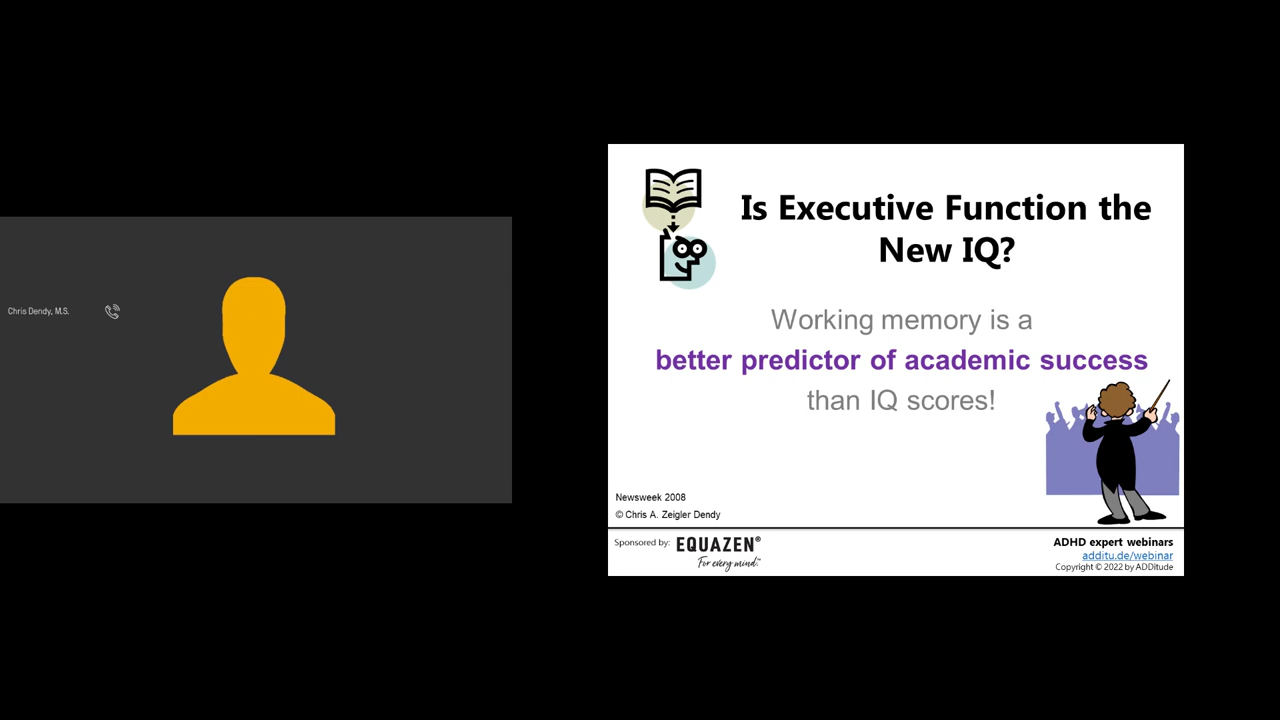 Chris Dendy, M.S.
Is Executive Function the
New IQ?
Working memory is a
better predictor of academic success
than IQ scores!
Newsweek 2008
© Chris A. Zeigler Dendy
Sponsored by: EQUAZEN®
For every mind.™
ADHD expert webinars
additu.de/webinar
Copyright © 2022 by ADDitude